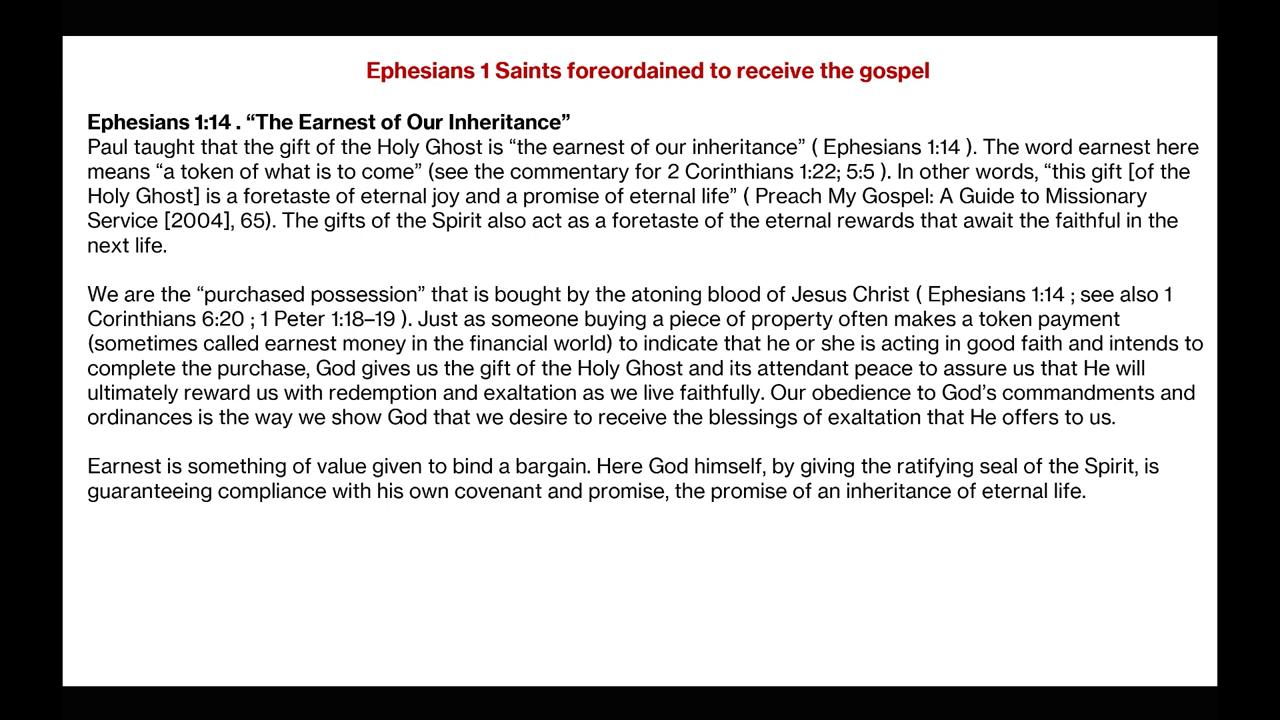 Ephesians 1 Saints foreordained to receive the gospel
Ephesians 1:14 . “The Earnest of Our Inheritance”
Paul taught that the gift of the Holy Ghost is “the earnest of our inheritance” ( Ephesians 1:14 ). The word earnest here
means “a token of what is to come” (see the commentary for 2 Corinthians 1:22; 5:5 ). In other words, “this gift [of the
Holy Ghost] is a foretaste of eternal joy and a promise of eternal life” ( Preach My Gospel: A Guide to Missionary
Service [2004], 65). The gifts of the Spirit also act as a foretaste of the eternal rewards that await the faithful in the
next life.
We are the “purchased possession” that is bought by the atoning blood of Jesus Christ ( Ephesians 1:14 ; see also 1
Corinthians 6:20 ; 1 Peter 1:18–19 ). Just as someone buying a piece of property often makes a token payment
(sometimes called earnest money in the financial world) to indicate that he or she is acting in good faith and intends to
complete the purchase, God gives us the gift of the Holy Ghost and its attendant peace to assure us that He will
ultimately reward us with redemption and exaltation as we live faithfully. Our obedience to God’s commandments and
ordinances is the way we show God that we desire to receive the blessings of exaltation that He offers to us.
Earnest is something of value given to bind a bargain. Here God himself, by giving the ratifying seal of the Spirit, is
guaranteeing compliance with his own covenant and promise, the promise of an inheritance of eternal life.